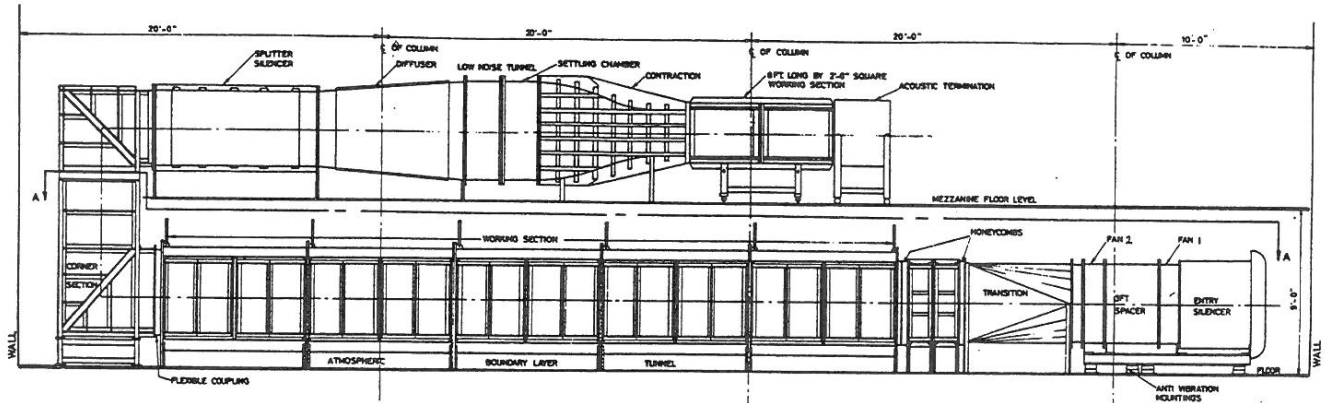 20'-0"
20'-0"
20'-0"
10'-0"
℄ OF COLUMN
℄ OF COLUMN
℄ OF COLUMN
SPLITTER
SILENCER
DIFFUSER
LOW NOISE TUNNEL
SETTLING CHAMBER
CONTRACTION
8FT. LONG BY 2'-6" SQUARE
WORKING SECTION
ACOUSTIC TERMINATION
A
MEZZANINE FLOOR LEVEL
WORKING SECTION
HONEYCOMBS
FAN 2
FAN 1
A
CORNER
SECTION
TRANSITION
3FT
SPACER
ENTRY
SILENCER
9'-0"
WALL
ATMOSPHERIC
BOUNDARY LAYER
TUNNEL
FLOOR
WALL
FLEXIBLE COUPLING
ANTI VIBRATION
MOUNTINGS